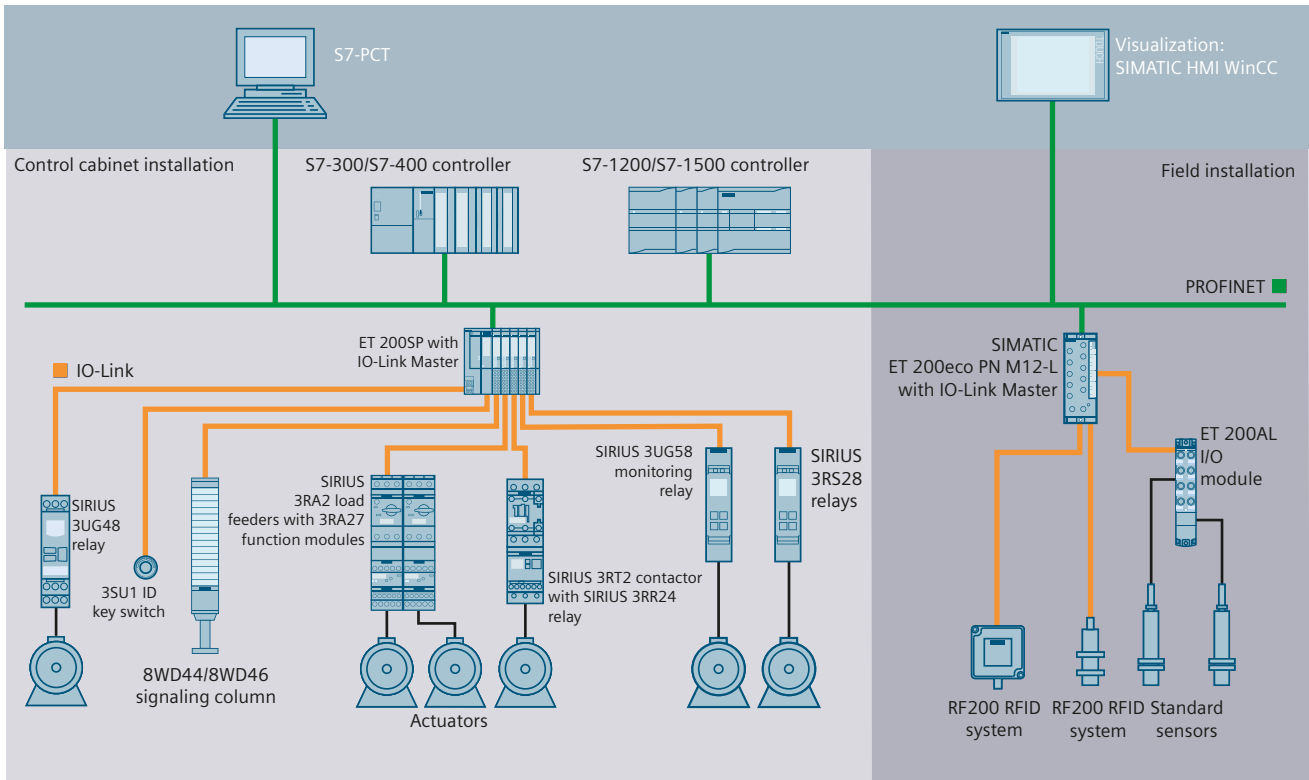 S7-PCT
Visualization:
SIMATIC HMI WinCC
TOUCH
Control cabinet installation
S7-300/S7-400 controller
S7-1200/S7-1500 controller
Field installation
PROFINET
ET 200SP with
IO-Link Master
SIMATIC
ET 200eco PN M12-L
with IO-Link Master
IO-Link
SIRIUS
3UG48
relay
3SU1 ID
key switch
8WD44/8WD46
signaling column
SIRIUS
3RA2 load
feeders with 3RA27
function modules
SIRIUS 3RT2 contactor
with SIRIUS 3RR24
relay
Actuators
SIRIUS 3UG58
monitoring
relay
SIRIUS
3RS28
relays
ET 200AL
I/O
module
RF200 RFID
system
RF200 RFID
system
Standard
sensors